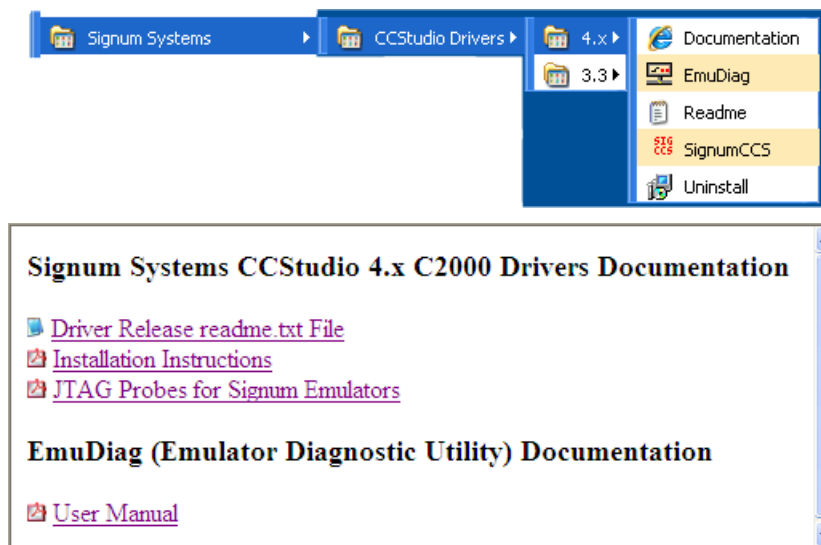 Signum Systems CCStudio Drivers 4.x Documentation
3.3 EmuDiag
Readme
SIG CCS SignumCCS
Uninstall
Signum Systems CCStudio 4.x C2000 Drivers Documentation
Driver Release readme.txt File
Installation Instructions
JTAG Probes for Signum Emulators
EmuDiag (Emulator Diagnostic Utility) Documentation
User Manual